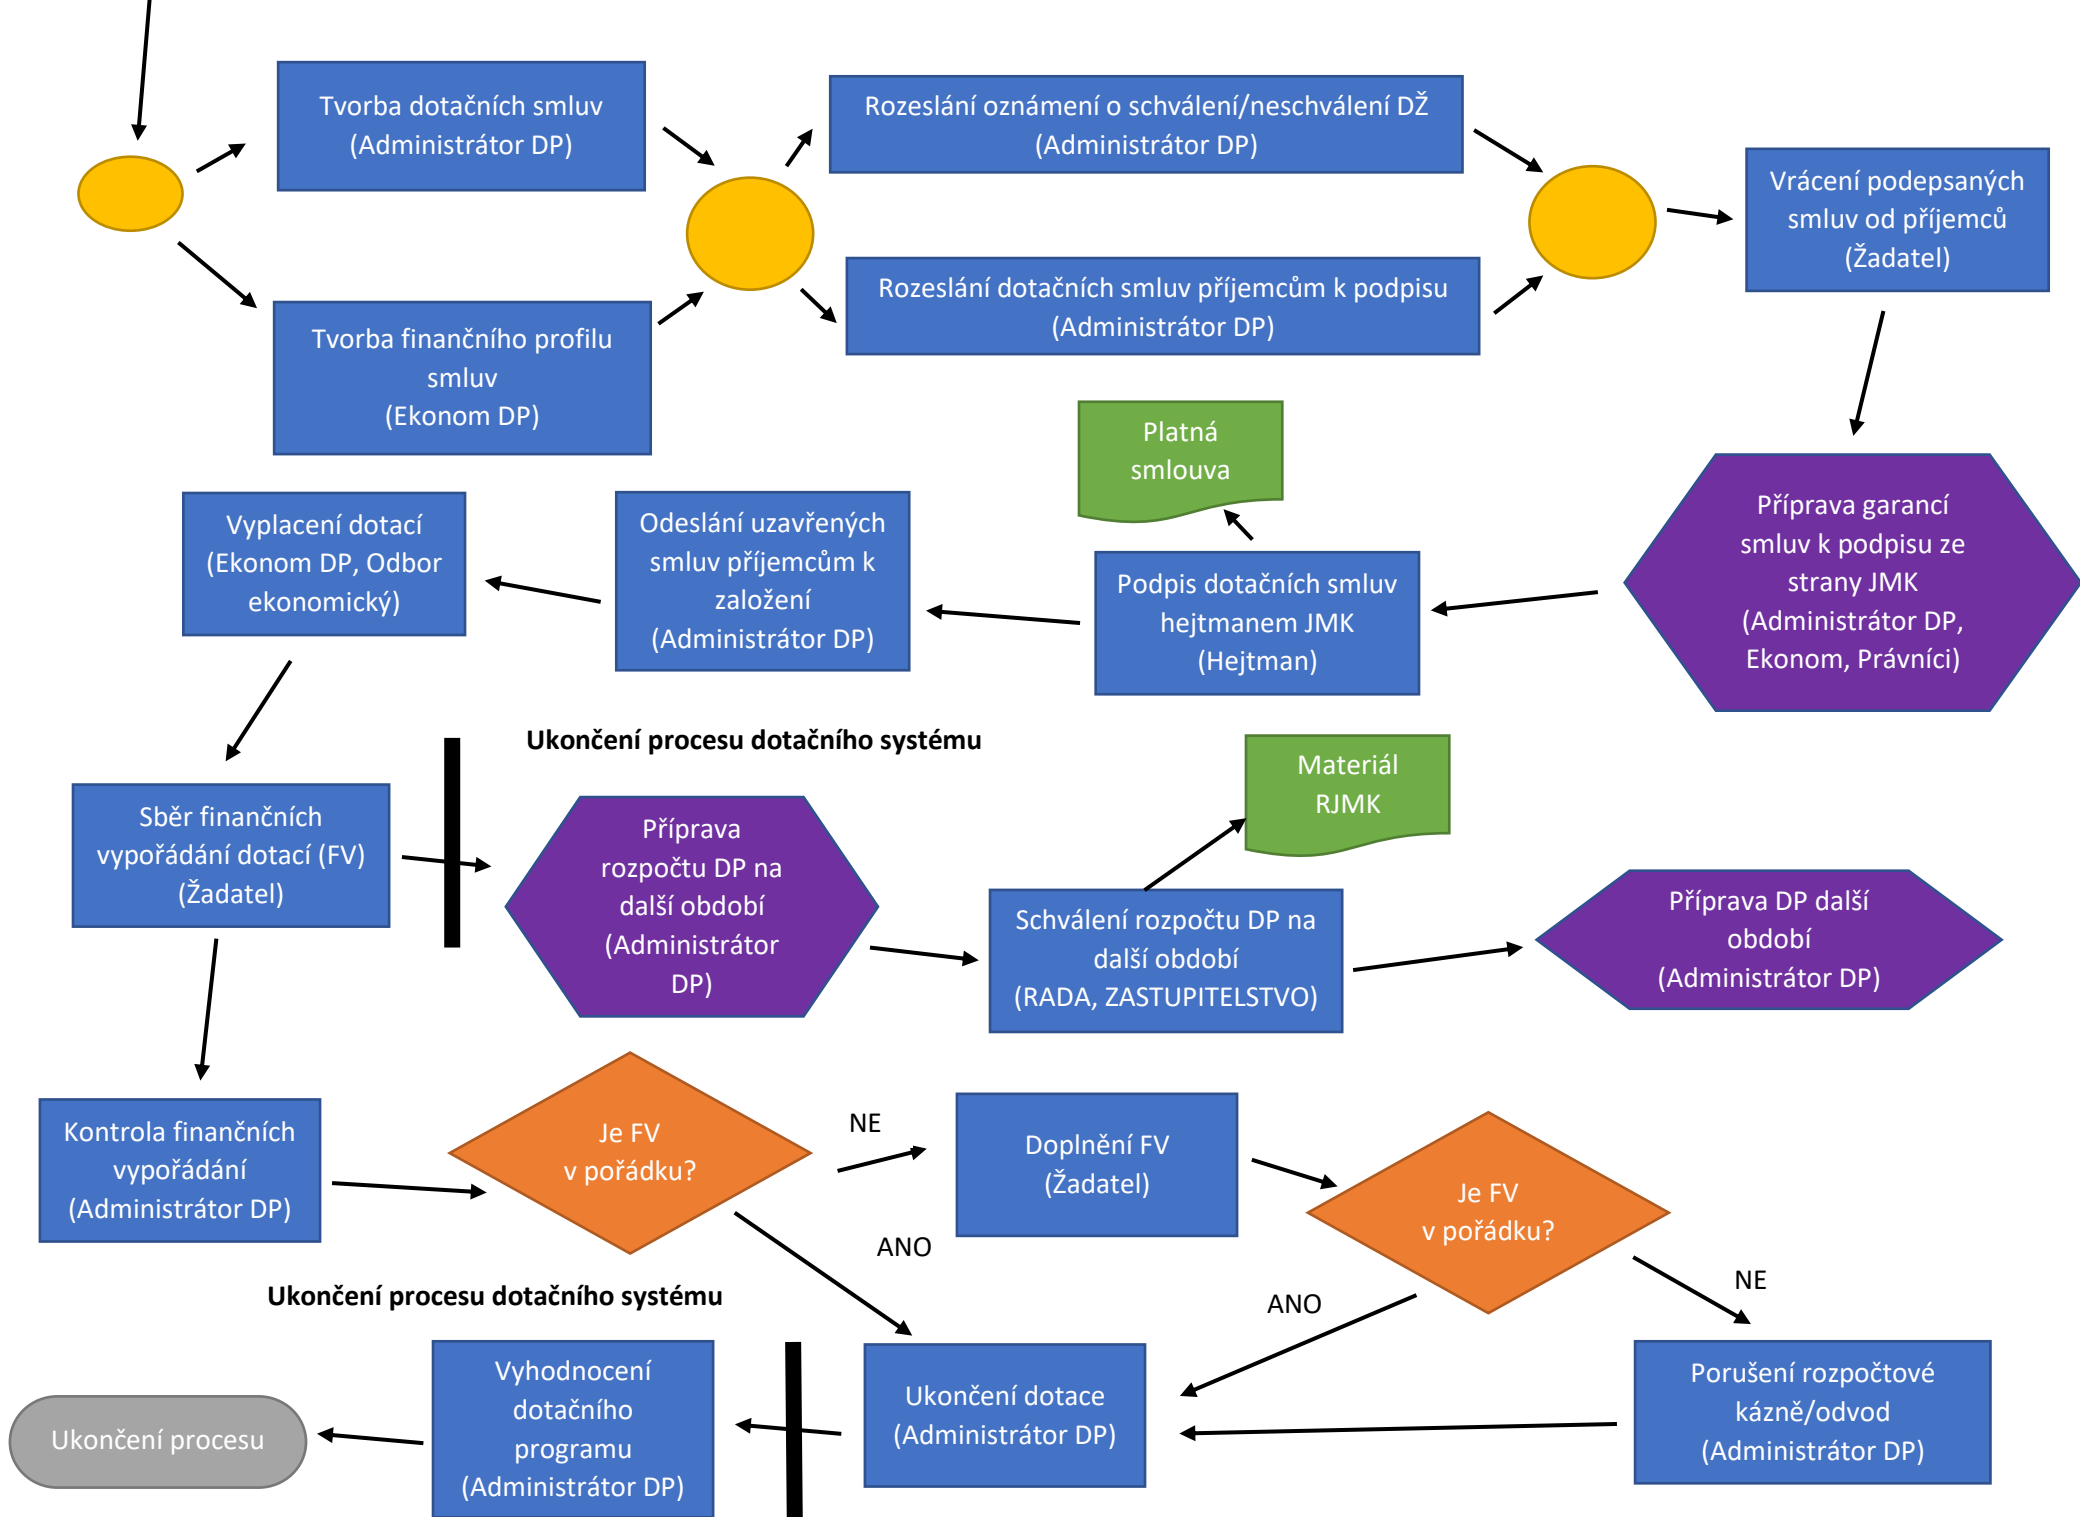 Tvorba dotačních smluv
(Administrátor DP)
Rozeslání oznámení o schválení/neschválení DŽ
(Administrátor DP)
Vrácení podepsaných
smluv od příjemců
(Žadatel)
Tvorba finančního profilu
smluv
(Ekonom DP)
Rozeslání dotačních smluv příjemcům k podpisu
(Administrátor DP)
Platná
smlouva
Vyplacení dotací
(Ekonom DP, Odbor
ekonomický)
Odeslání uzavřených
smluv příjemcům k
založení
(Administrátor DP)
Podpis dotačních smluv
hejtmanem JMK
(Hejtman)
Příprava garancí
smluv k podpisu ze
strany JMK
(Administrátor DP,
Ekonom, Právníci)
Ukončení procesu dotačního systému
Materiál
RJMK
Sběr finančních
vypořádání dotací (FV)
(Žadatel)
Příprava
rozpočtu DP na
další období
(Administrátor
DP)
Schválení rozpočtu DP na
další období
(RADA, ZASTUPITELSTVO)
Příprava DP další
období
(Administrátor DP)
Kontrola finančních
vypořádání
(Administrátor DP)
Je FV
v pořádku?
NE
ANO
Doplnění FV
(Žadatel)
Je FV
v pořádku?
NE
ANO
Ukončení procesu dotačního systému
Ukončení procesu
Vyhodnocení
dotačního
programu
(Administrátor DP)
Ukončení dotace
(Administrátor DP)
Porušení rozpočtové
kázně/odvod
(Administrátor DP)